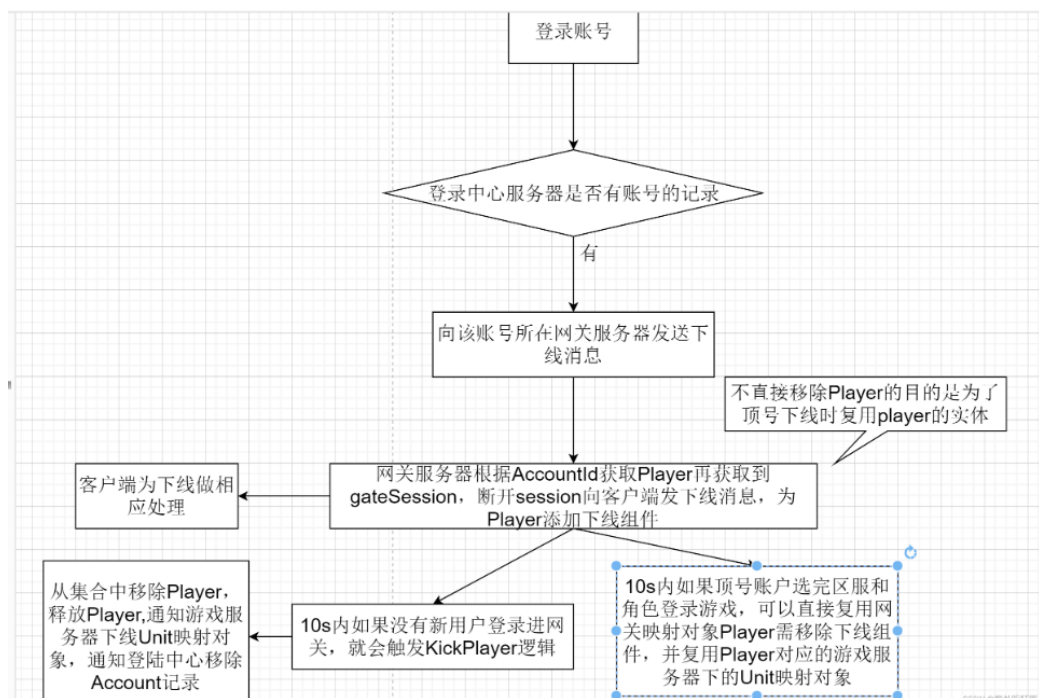 登录账号
登录中心服务器是否有账号的记录
有
向该账号所在网关服务器发送下
线消息
不直接移除Player的目的是为了
顶号下线时复用player的实体
网关服务器根据AccountId获取Player再获取到
gateSession，断开session向客户端发下线消息，为
Player添加下线组件
客户端为下线做相
应处理
10s内如果没有新用户登录进网
关，就会触发KickPlayer逻辑
从集合中移除Player，
释放Player,通知游戏服
务器下线Unit映射对
象，通知登陆中心移除
Account记录
10s内如果顶号账户选完区服和
角色登录游戏，可以直接复用网
关映射对象Player需移除下线组
件，并复用Player对应的游戏服
务器下的Unit映射对象